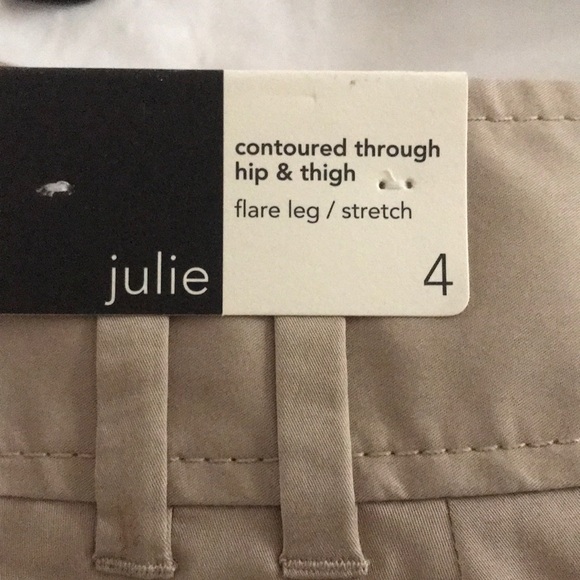 julie
contoured through
hip & thigh
flare leg / stretch
4